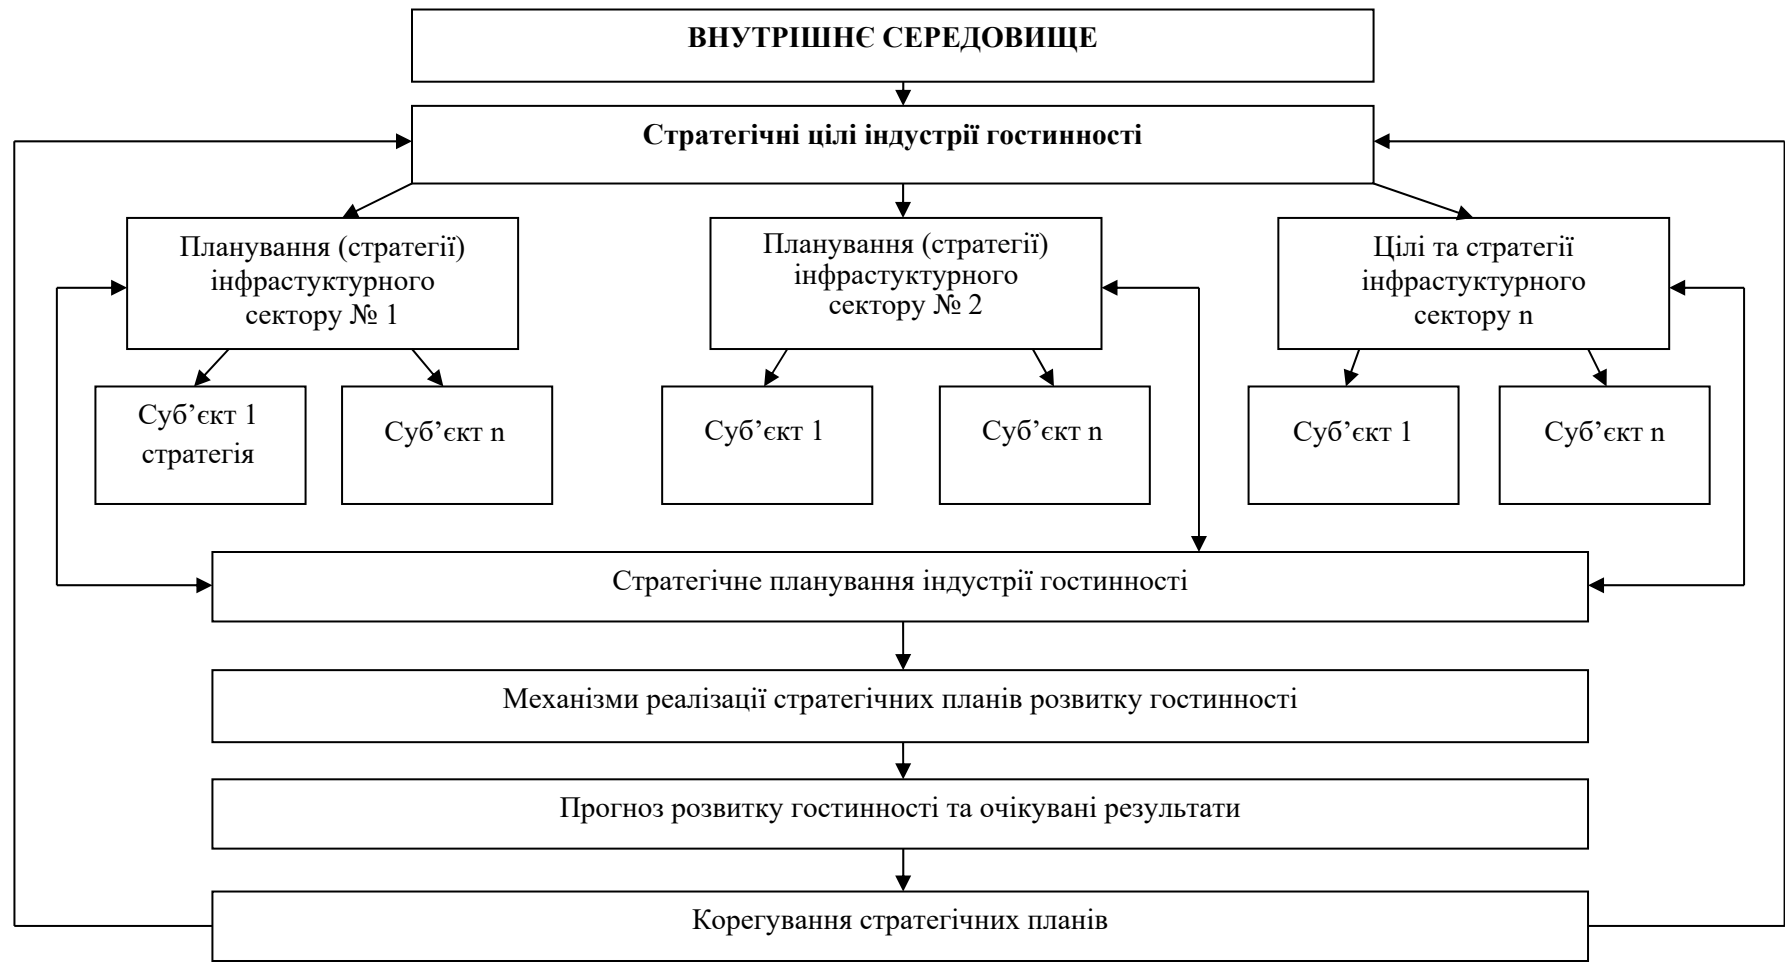 ВНУТРІШНЄ СЕРЕДОВИЩЕ
Стратегічні цілі індустрії гостинності
Планування (стратегії)
інфрастуктурного
сектору № 1
Планування (стратегії)
інфрастуктурного
сектору № 2
Цілі та стратегії
інфрастуктурного
сектору n
Суб’єкт 1
стратегія
Суб’єкт n
Суб’єкт 1
Суб’єкт n
Суб’єкт 1
Суб’єкт n
Стратегічне планування індустрії гостинності
Механізми реалізації стратегічних планів розвитку гостинності
Прогноз розвитку гостинності та очікувані результати
Корегування стратегічних планів